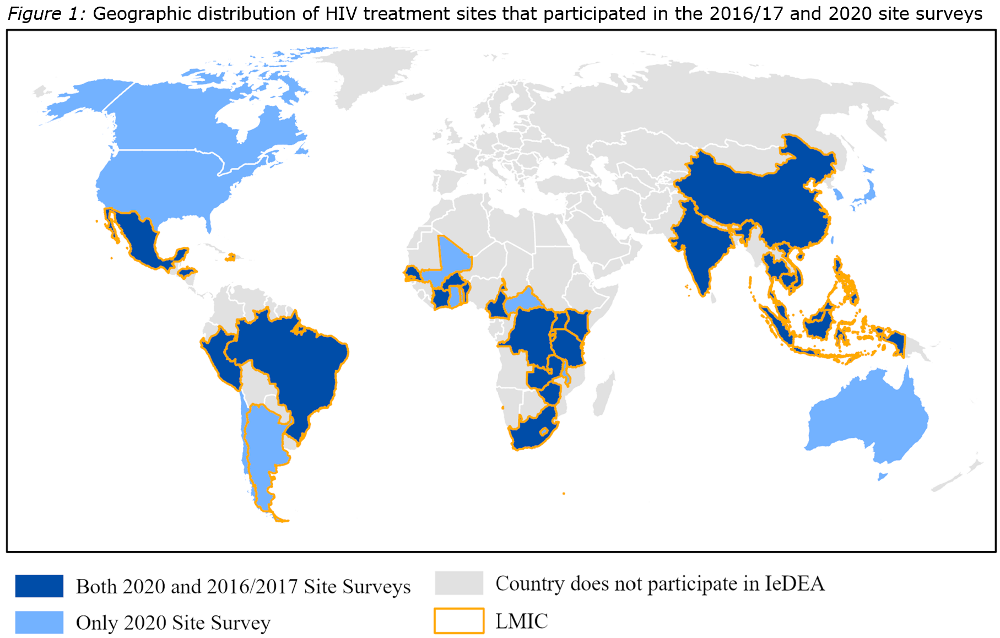 Figure 1: Geographic distribution of HIV treatment sites that participated in the 2016/17 and 2020 site surveys
Both 2020 and 2016/2017 Site Surveys
Only 2020 Site Survey
Country does not participate in IeDEA
LMIC